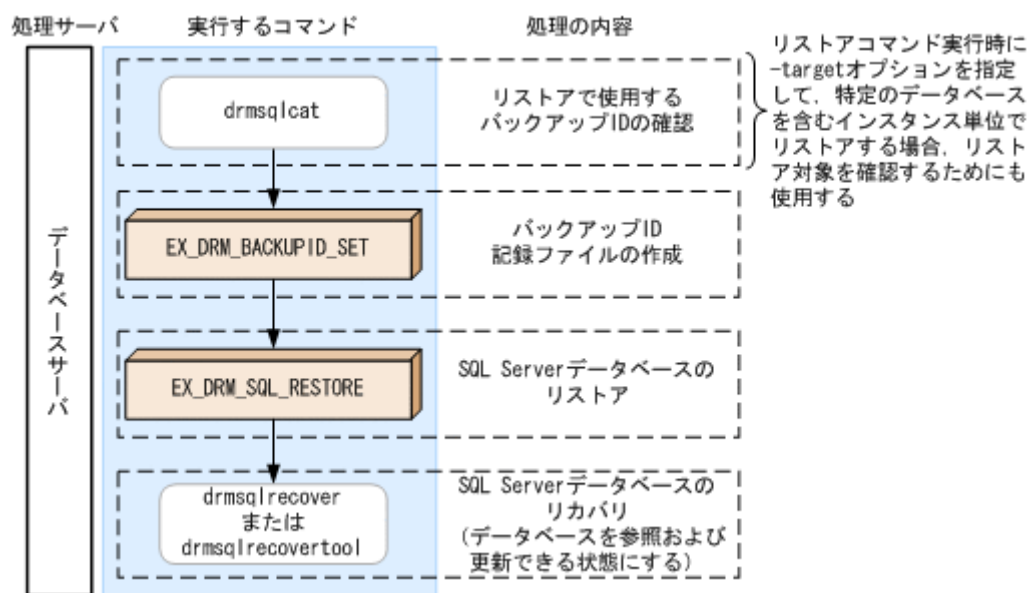 処理サーバ
実行するコマンド
処理の内容
データベースサーバ
drmsqlcat
リストアで使用する
バックアップIDの確認
リストアコマンド実行時に
-targetオプションを指定
して，特定のデータベース
を含むインスタンス単位で
リストアする場合，リスト
ア対象を確認するためにも
使用する
EX_DRM_BACKUPID_SET
バックアップID
記録ファイルの作成
EX_DRM_SQL_RESTORE
SQL Serverデータベースの
リストア
drmsqlrecover
または
drmsqlrecovertool
SQL Serverデータベースの
リカバリ
（データベースを参照および
更新できる状態にする）